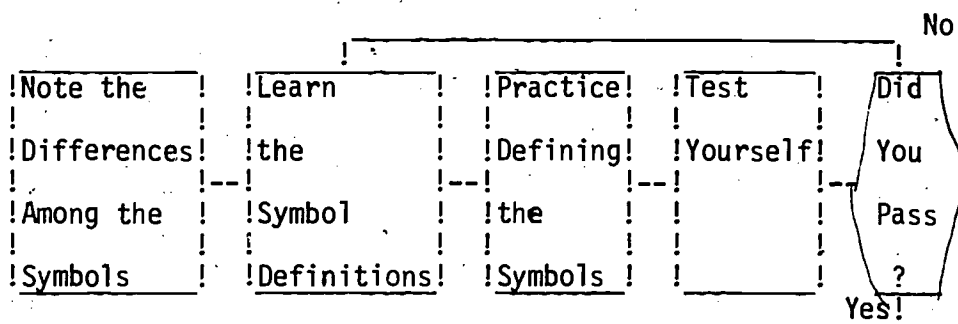 No
Note the
Differences
Among the
Symbols
Learn
the
Symbol
Definitions
Practice
Defining
the
Symbols
Test
Yourself
Did
You
Pass
?
Yes!